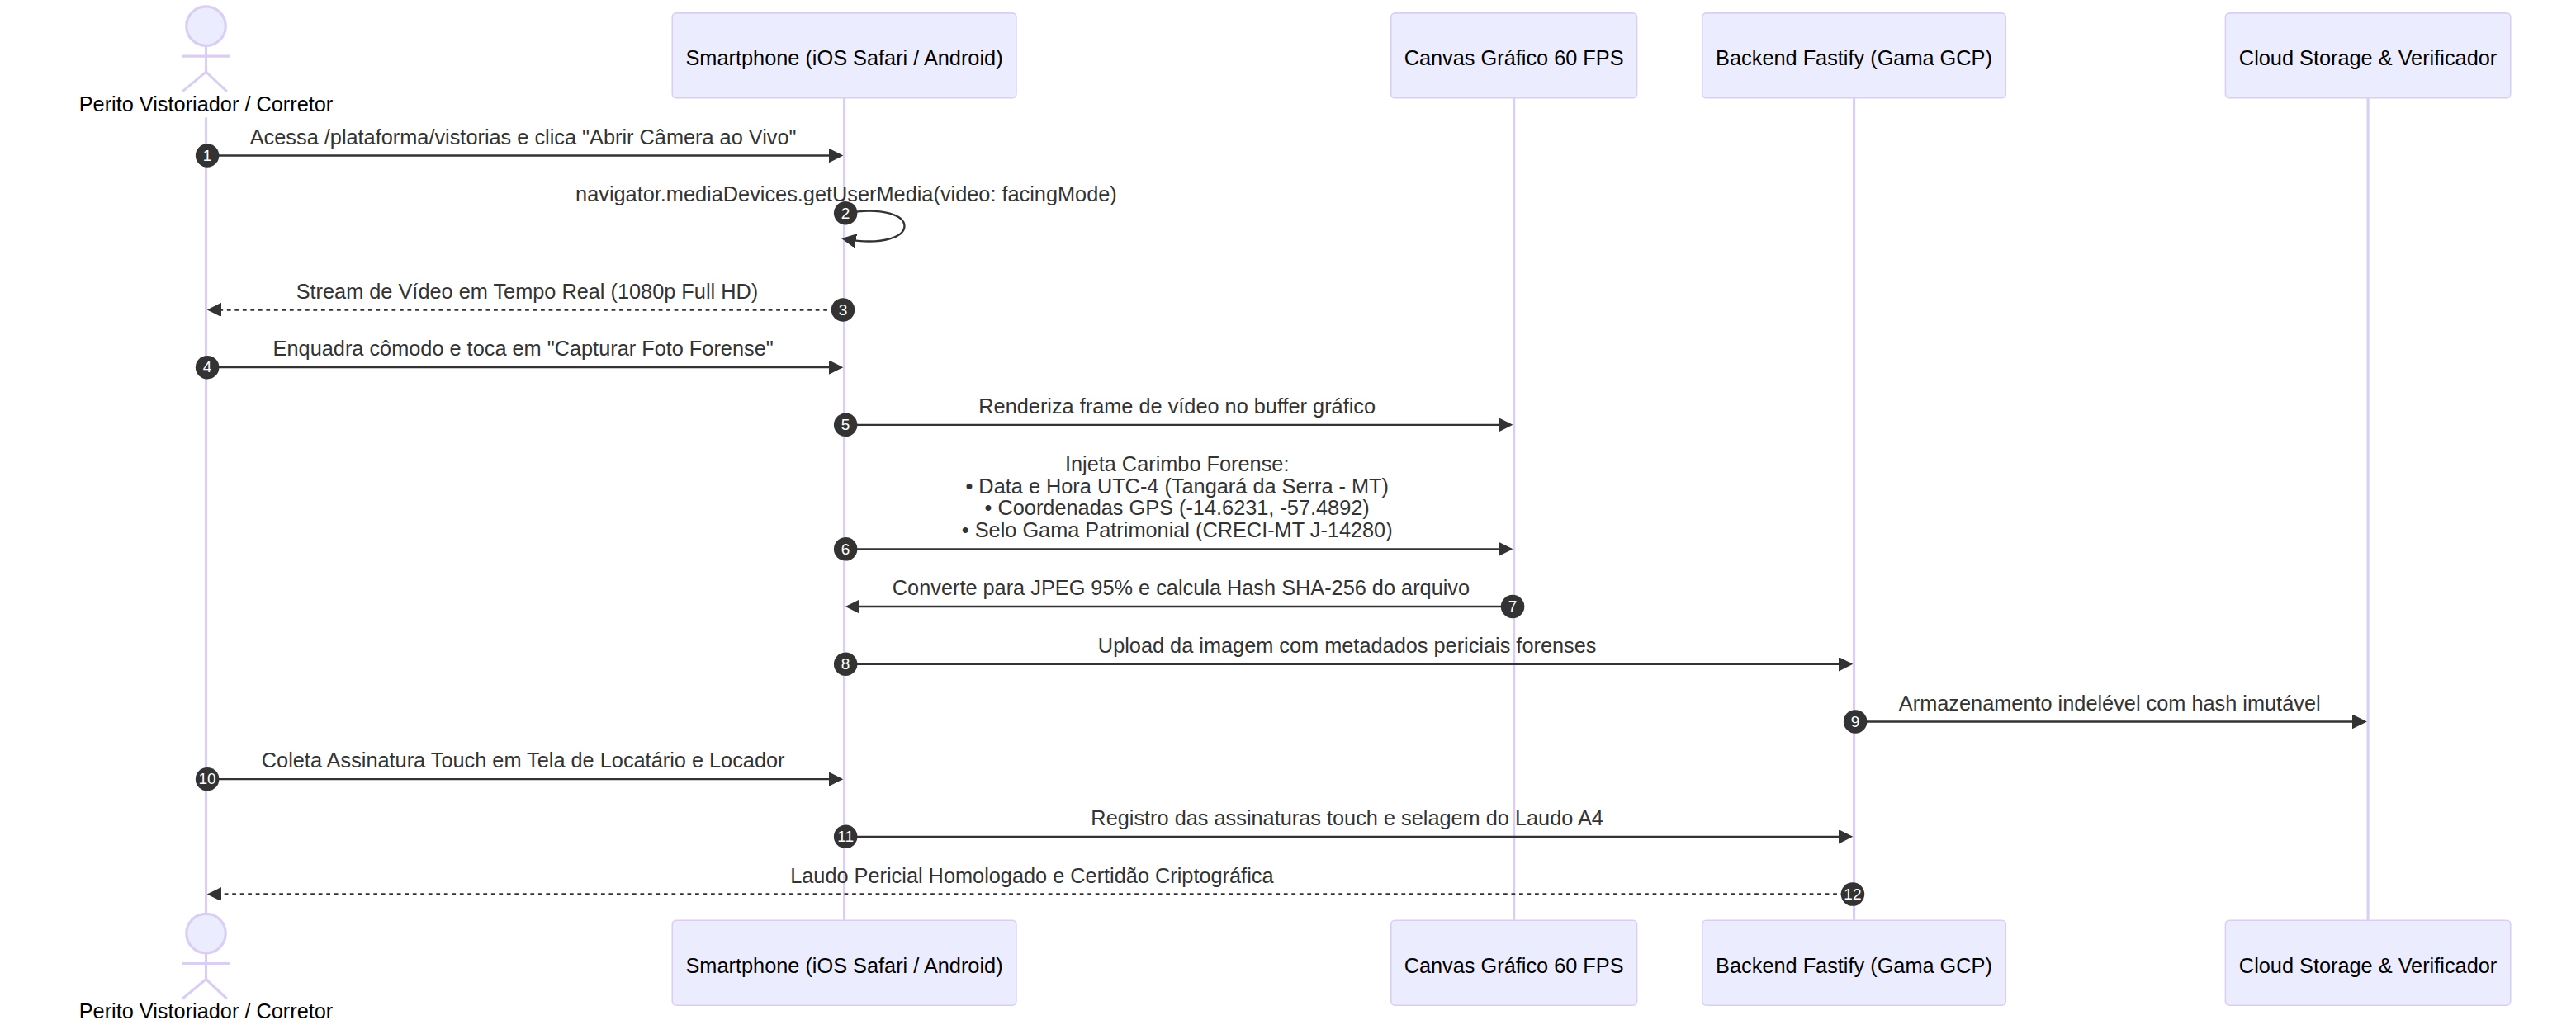 Perito Vistoriador / Corretor
Smartphone (iOS Safari / Android)
Canvas Gráfico 60 FPS
Backend Fastify (Gama GCP)
Cloud Storage & Verificador
Acessa /plataforma/vistorias e clica "Abrir Câmera ao Vivo"
1
navigator.mediaDevices.getUserMedia(video: facingMode)
2
Stream de Vídeo em Tempo Real (1080p Full HD)
3
Enquadra cômodo e toca em "Capturar Foto Forense"
4
Renderiza frame de vídeo no buffer gráfico
5
Injeta Carimbo Forense:
• Data e Hora UTC-4 (Tangará da Serra - MT)
• Coordenadas GPS (-14.6231, -57.4892)
• Selo Gama Patrimonial (CRECI-MT J-14280)
6
Converte para JPEG 95% e calcula Hash SHA-256 do arquivo
7
Upload da imagem com metadados periciais forenses
8
Armazenamento indelével com hash imutável
9
Coleta Assinatura Touch em Tela de Locatário e Locador
10
Registro das assinaturas touch e selagem do Laudo A4
11
Laudo Pericial Homologado e Certidão Criptográfica
12
Perito Vistoriador / Corretor
Smartphone (iOS Safari / Android)
Canvas Gráfico 60 FPS
Backend Fastify (Gama GCP)
Cloud Storage & Verificador